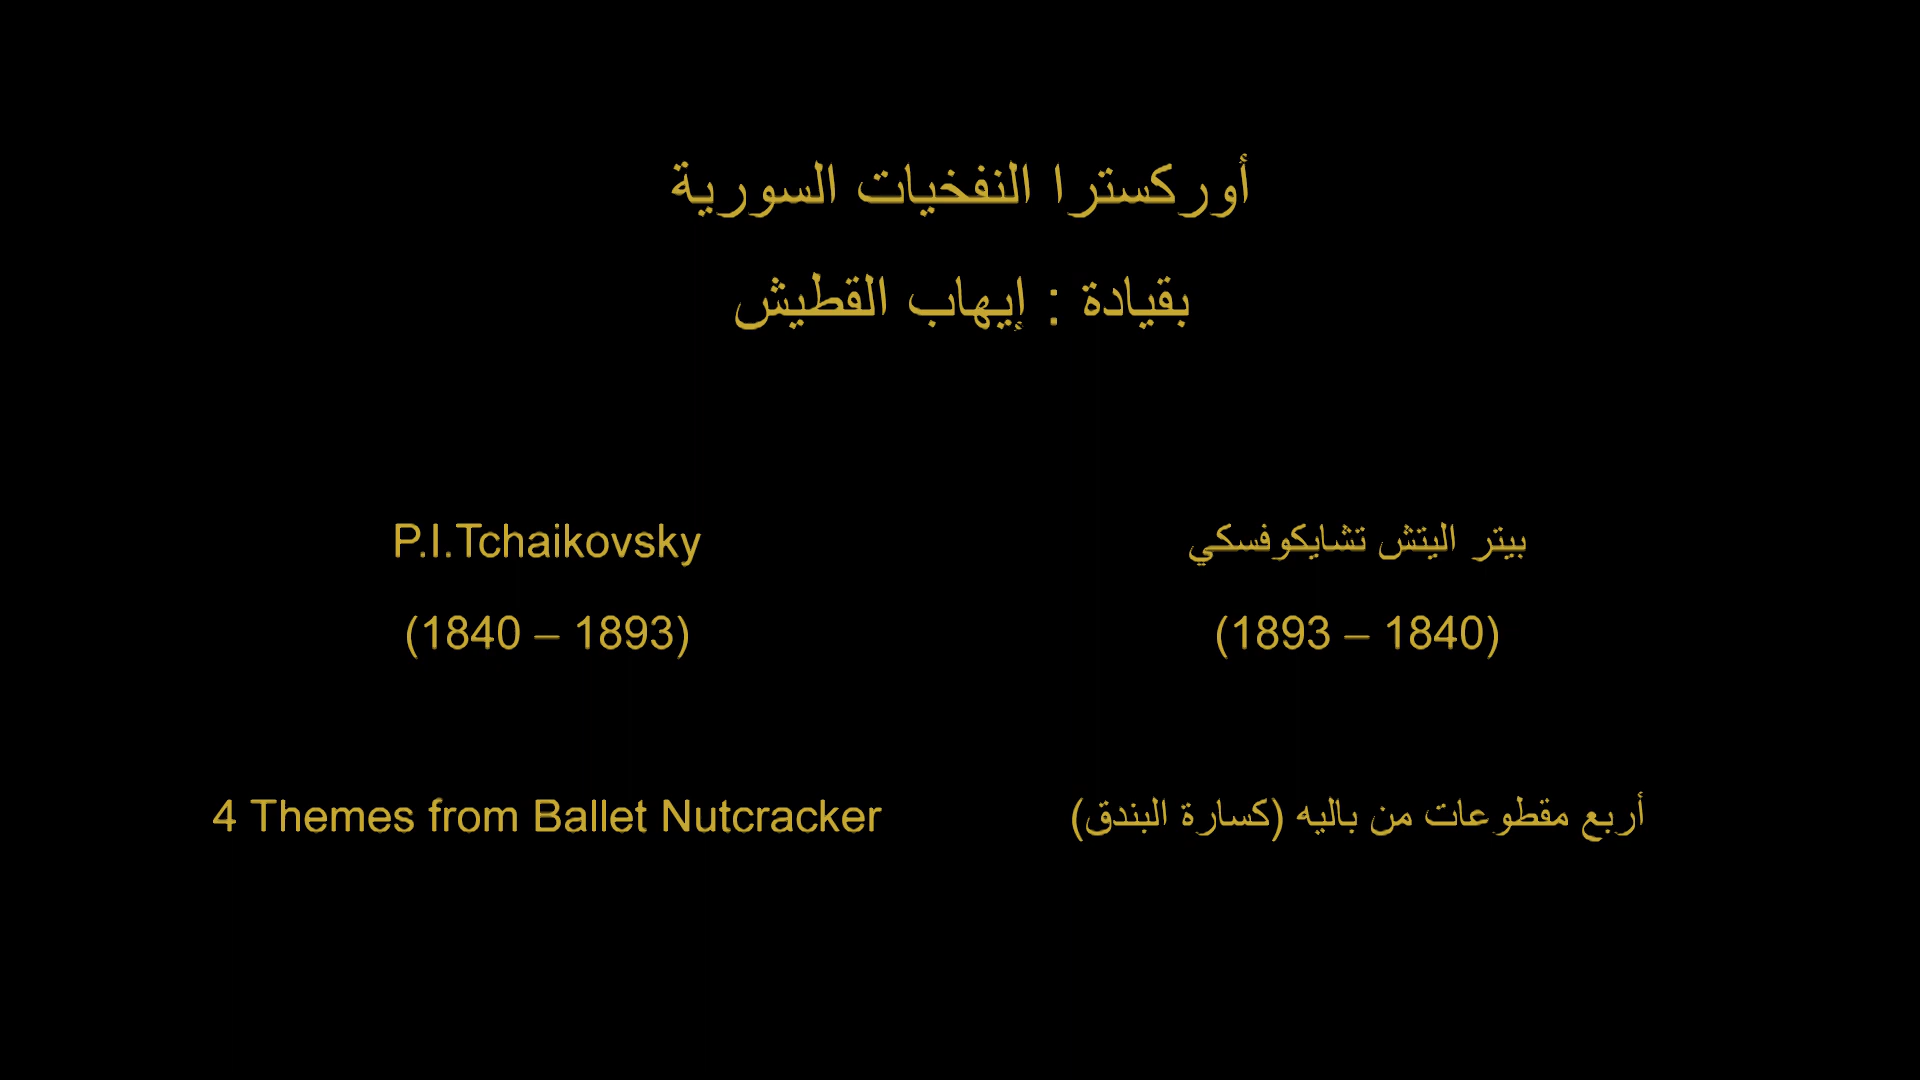 أوركسترا النفخيات السورية
بقيادة : إيهاب القطيش
P.I.Tchaikovsky
(1840 – 1893)
4 Themes from Ballet Nutcracker
بيتر اليتش تشايكوفسكي
(1840 – 1893)
أربع مقطوعات من باليه (كسارة البندق)